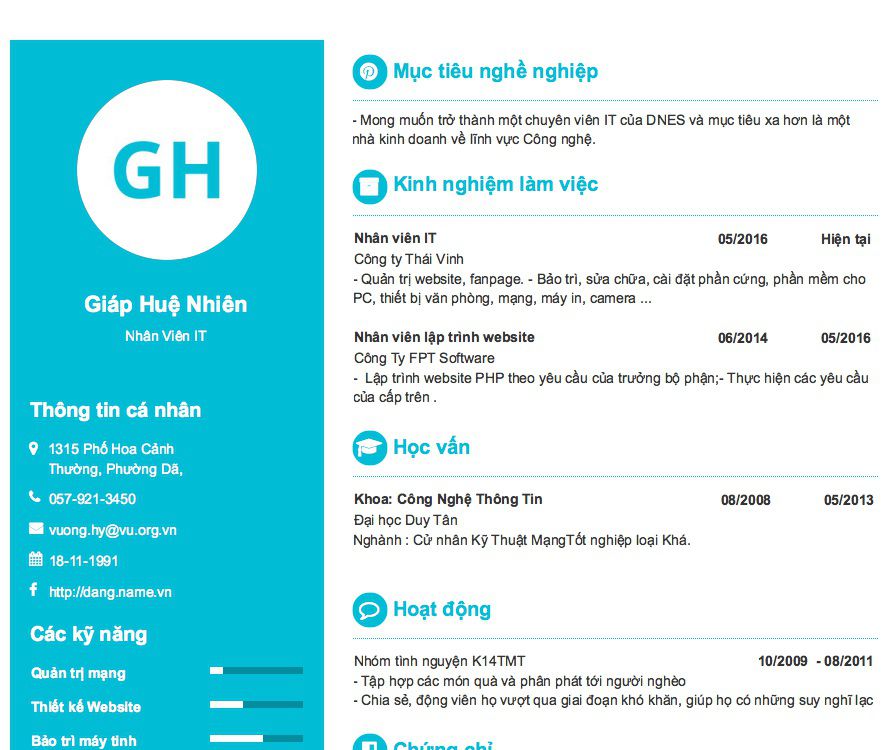 GH
Giáp Huệ Nhiên
Nhân Viên IT
Thông tin cá nhân
1315 Phố Hoa Cảnh
Thường, Phường Dã,
057-921-3450
vuong.hy@vu.org.vn
18-11-1991
http://dang.name.vn
Các kỹ năng
Quản trị mạng
Thiết kế Website
Bảo trì máy tính
Mục tiêu nghề nghiệp
- Mong muốn trở thành một chuyên viên IT của DNES và mục tiêu xa hơn là một
nhà kinh doanh về lĩnh vực Công nghệ.
Kinh nghiệm làm việc
Nhân viên IT 05/2016 Hiện tại
Công ty Thái Vinh
- Quản trị website, fanpage. - Bảo trì, sửa chữa, cài đặt phần cứng, phần mềm cho
PC, thiết bị văn phòng, mạng, máy in, camera ...
Nhân viên lập trình website 06/2014 05/2016
Công Ty FPT Software
- Lập trình website PHP theo yêu cầu của trưởng bộ phận;- Thực hiện các yêu cầu
của cấp trên .
Học vấn
Khoa: Công Nghệ Thông Tin 08/2008 05/2013
Đại học Duy Tân
Nghành : Cử nhân Kỹ Thuật MạngTốt nghiệp loại Khá.
Hoạt động
Nhóm tình nguyện K14TMT 10/2009 - 08/2011
- Tập hợp các món quà và phân phát tới người nghèo
- Chia sẻ, động viên họ vượt qua giai đoạn khó khăn, giúp họ có những suy nghĩ lạc
Chứng chỉ